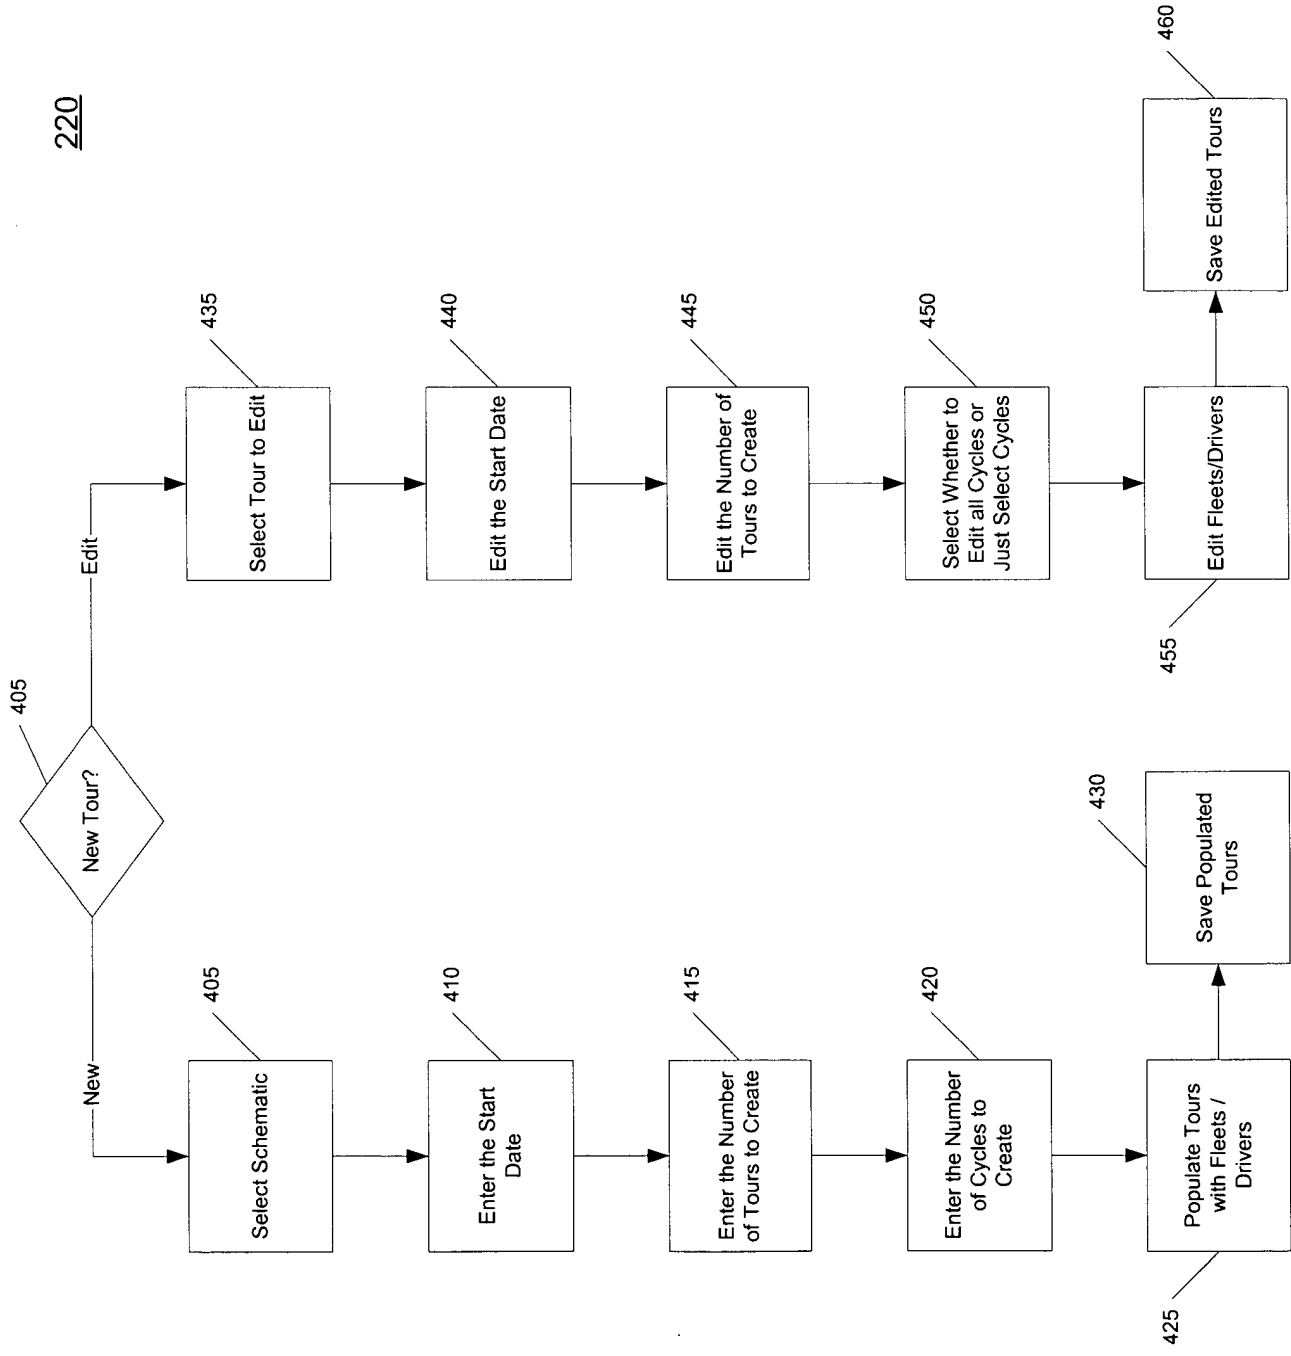 220
405
New Tour?
New
Edit
405
Select Schematic
410
Enter the Start
Date
415
Enter the Number
of Tours to Create
420
Enter the Number
of Cycles to
Create
Populate Tours
with Fleets /
Drivers
425
430
Save Populated
Tours
435
Select Tour to Edit
440
Edit the Start Date
445
Edit the Number of
Tours to Create
450
Select Whether to
Edit all Cycles or
Just Select Cycles
Edit Fleets/Drivers
455
460
Save Edited Tours